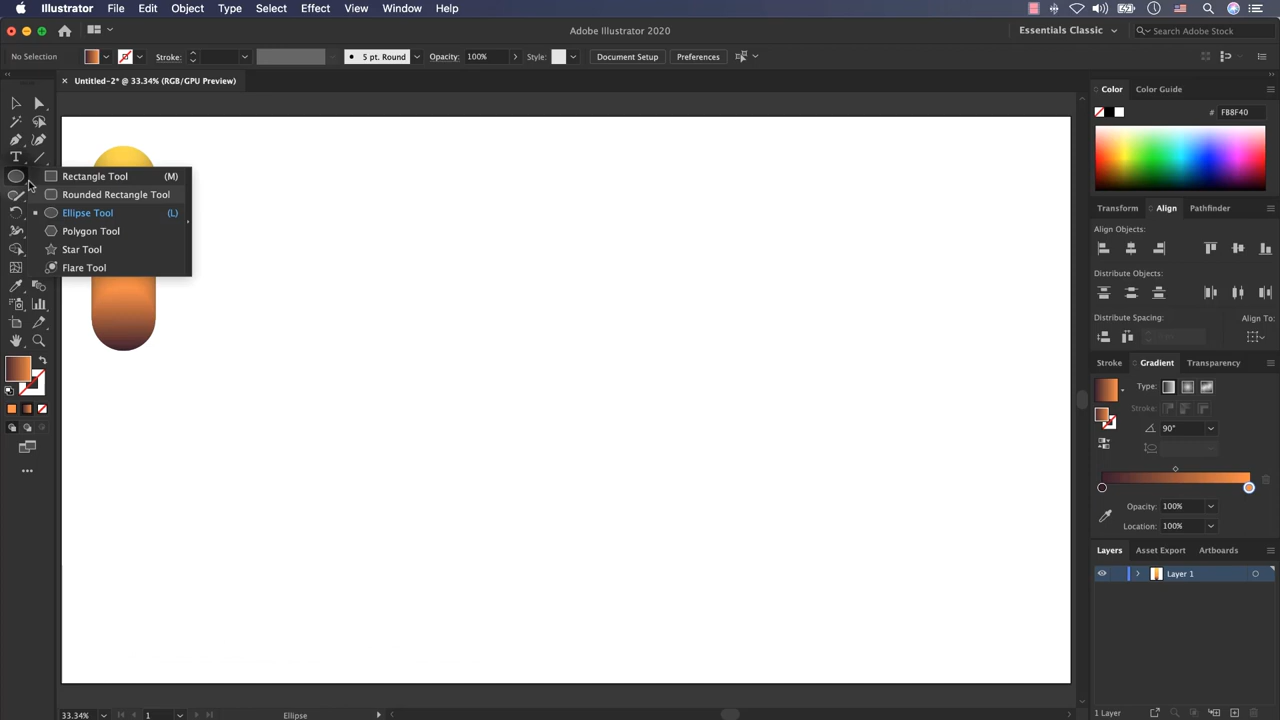 Illustrator File Edit Object Type Select Effect View Window Help
Adobe Illustrator 2020
Essentials Classic
Search Adobe Stock
No Selection
Stroke:
5 pt. Round
Opacity: 100%
Style:
Document Setup
Preferences
Untitled-2* @ 33.34% (RGB/GPU Preview)
Rectangle Tool (M)
Rounded Rectangle Tool
Ellipse Tool (L)
Polygon Tool
Star Tool
Flare Tool
Color Color Guide
# FB8F40
Transform Align Pathfinder
Align Objects:
Distribute Objects:
Distribute Spacing: Align To:
Stroke Gradient Transparency
Type:
Stroke:
90°
Opacity: 100%
Location: 100%
Layers Asset Export Artboards
Layer 1
33.34% 1 Ellipse
1 Layer